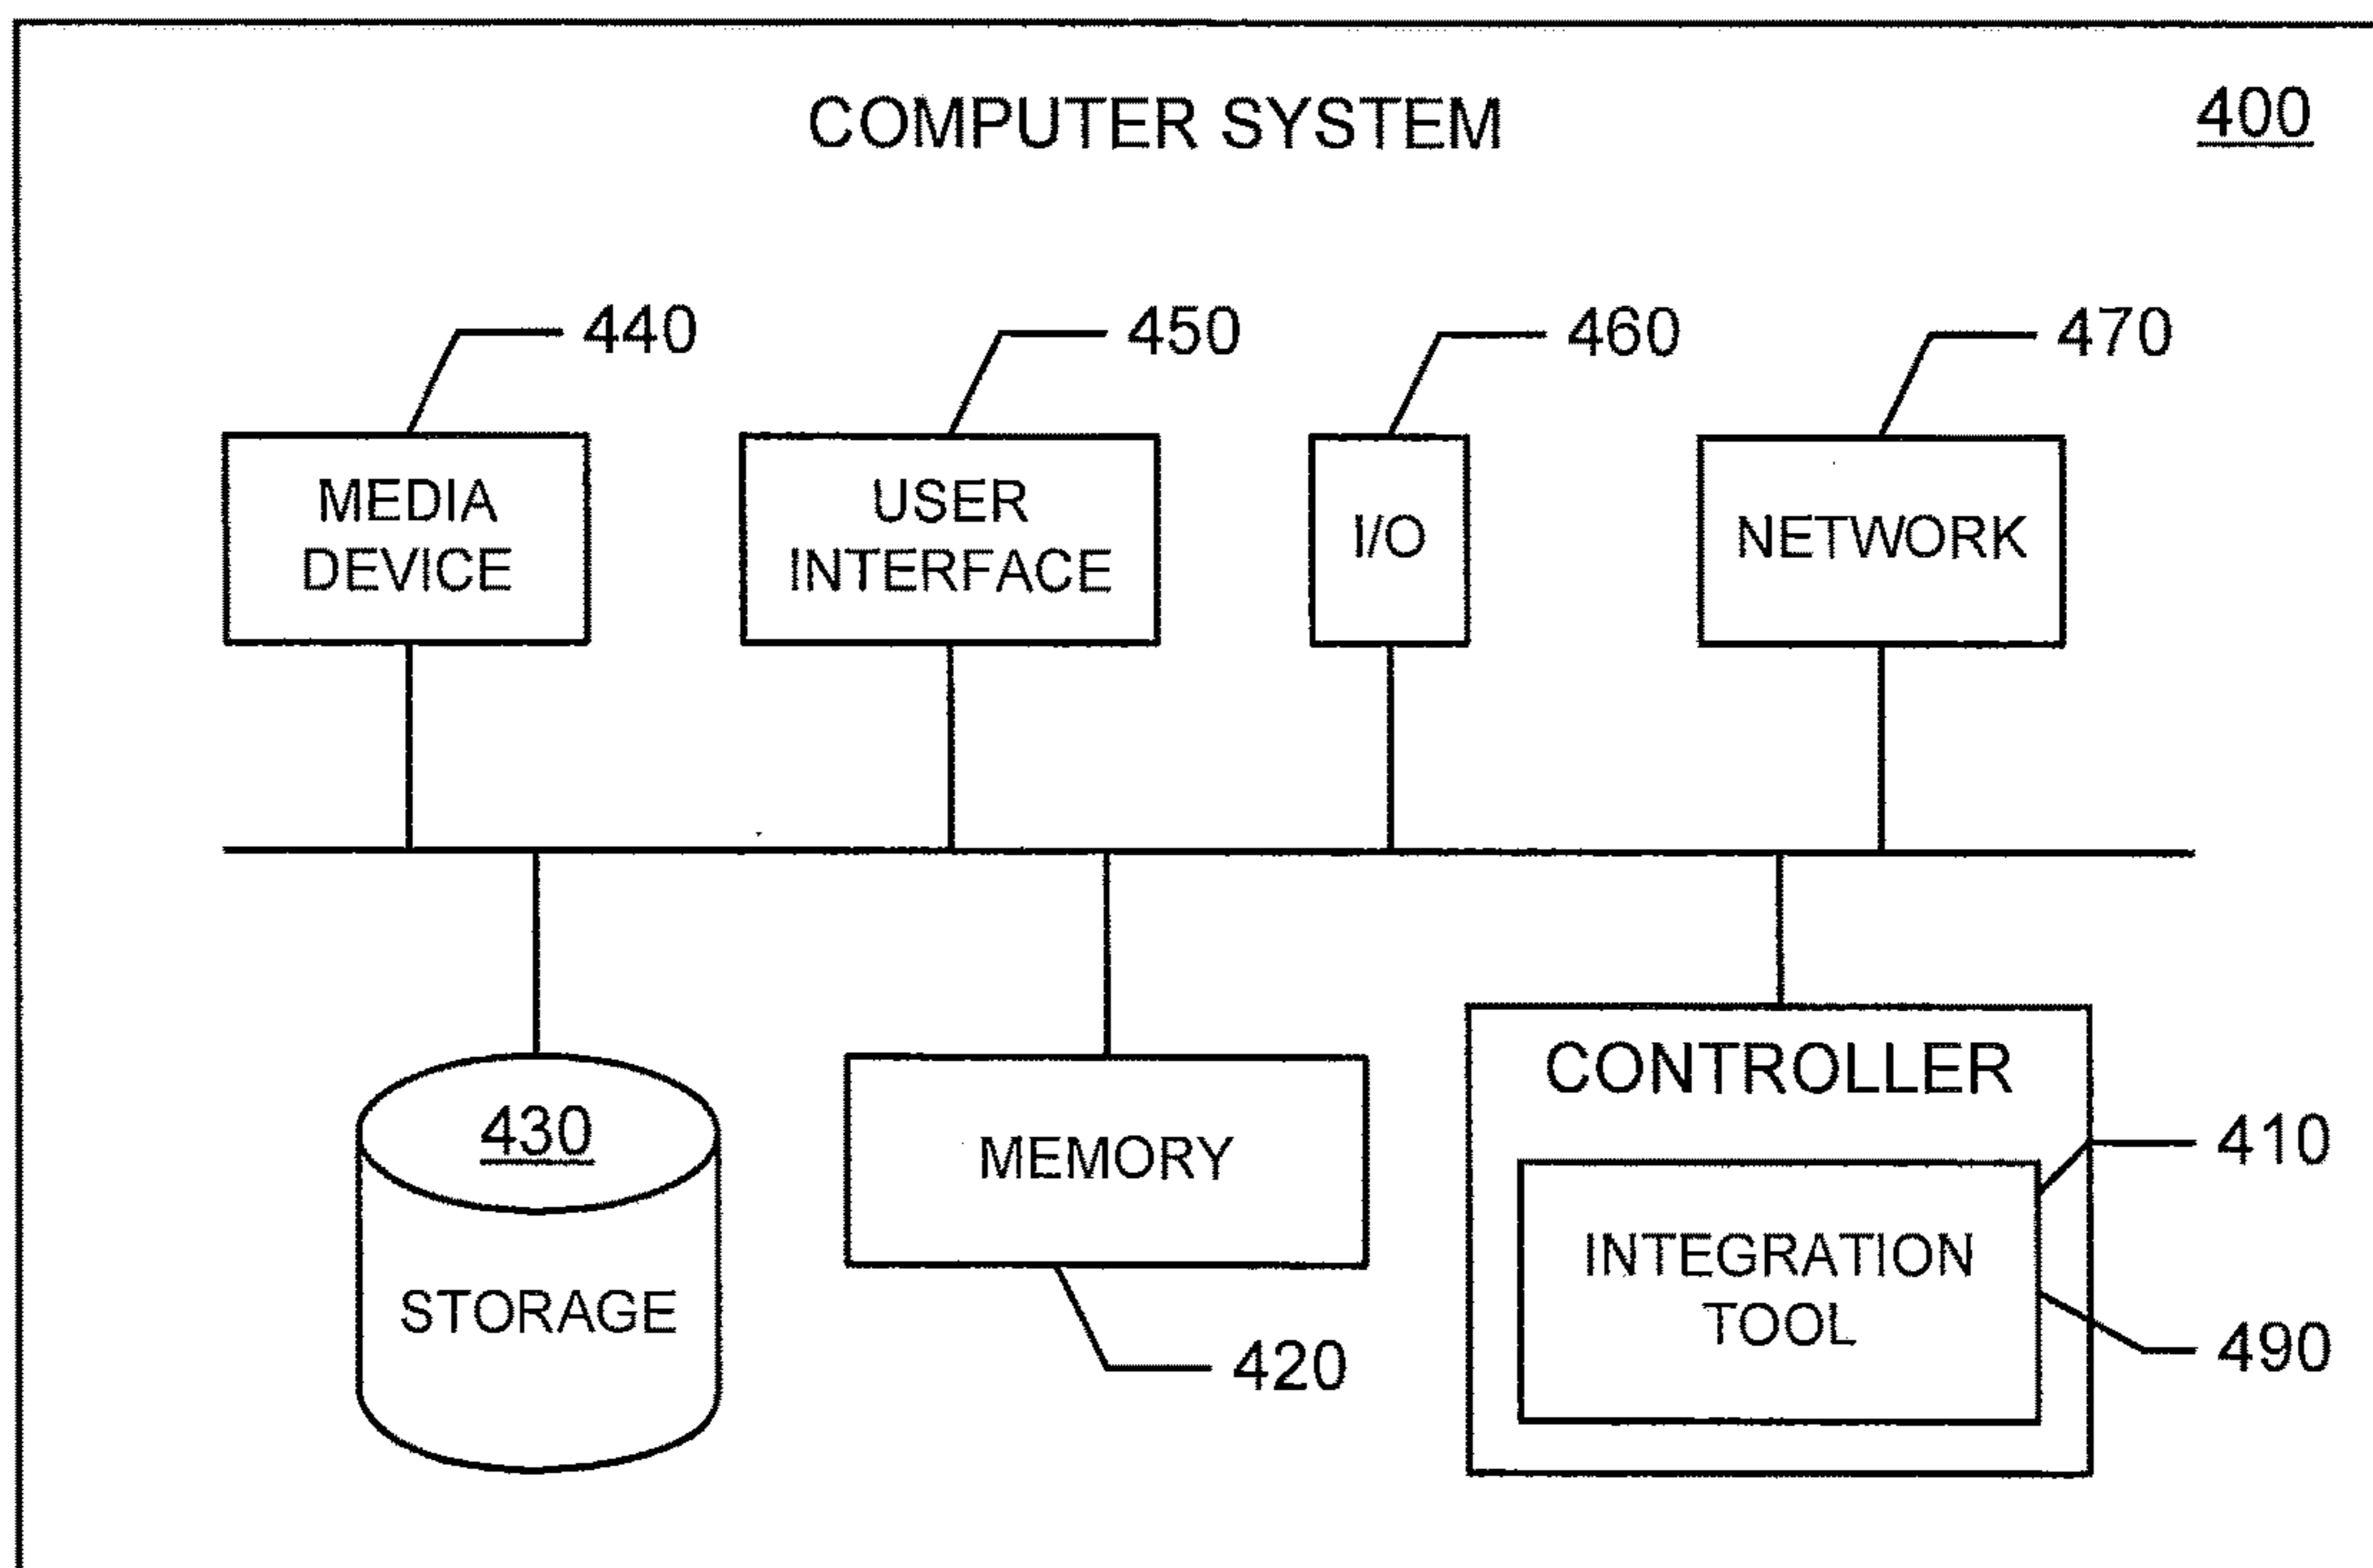 COMPUTER SYSTEM
400
440
450
460
470
MEDIA
DEVICE
USER
INTERFACE
I/O
NETWORK
430
STORAGE
MEMORY
420
CONTROLLER
410
INTEGRATION
TOOL
490